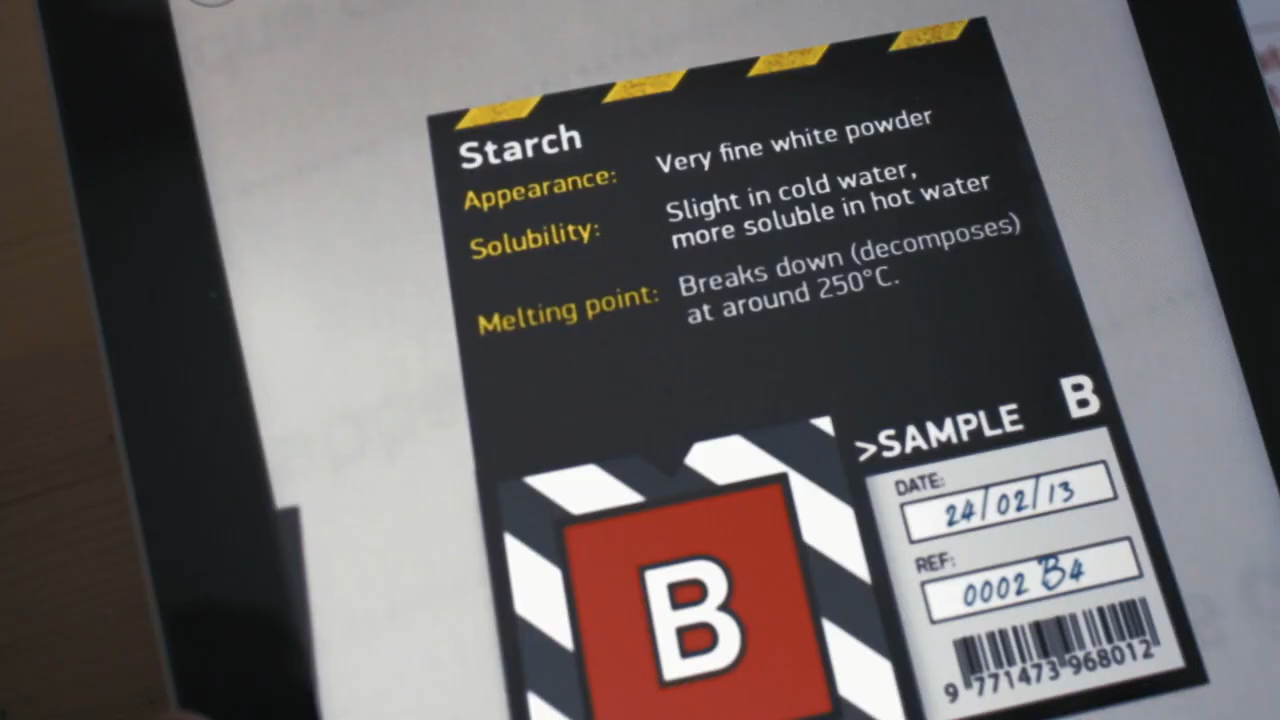 Starch
Appearance: Very fine white powder
Solubility: Slight in cold water,
more soluble in hot water
Melting point: Breaks down (decomposes)
at around 250°C.
>SAMPLE B
DATE:
24/02/13
REF:
0002 B4
9 771473 968012
B